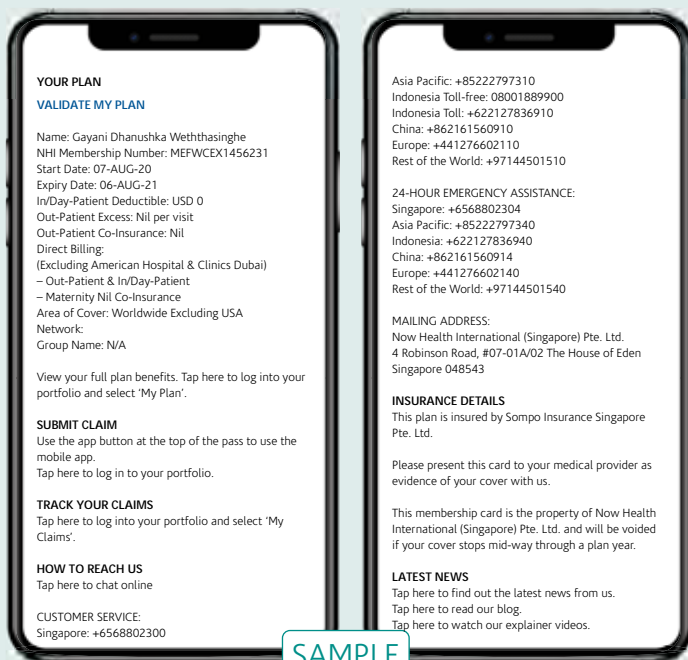 YOUR PLAN
VALIDATE MY PLAN
Name: Gayani Dhanushka Weththasinghe
NHI Membership Number: MEFWCEX1456231
Start Date: 07-AUG-20
Expiry Date: 06-AUG-21
In/Day-Patient Deductible: USD 0
Out-Patient Excess: Nil per visit
Out-Patient Co-Insurance: Nil
Direct Billing:
(Excluding American Hospital & Clinics Dubai)
– Out-Patient & In/Day-Patient
– Maternity Nil Co-Insurance
Area of Cover: Worldwide Excluding USA
Network:
Group Name: N/A
View your full plan benefits. Tap here to log into your
portfolio and select ‘My Plan’.
SUBMIT CLAIM
Use the app button at the top of the pass to use the
mobile app.
Tap here to log in to your portfolio.
TRACK YOUR CLAIMS
Tap here to log into your portfolio and select ‘My
Claims’.
HOW TO REACH US
Tap here to chat online
CUSTOMER SERVICE:
Singapore: +6568802300
Asia Pacific: +85222797310
Indonesia Toll-free: 08001889900
Indonesia Toll: +622127836910
China: +862161560910
Europe: +441276602110
Rest of the World: +97144501510
24-HOUR EMERGENCY ASSISTANCE:
Singapore: +6568802304
Asia Pacific: +85222797340
Indonesia: +622127836940
China: +862161560914
Europe: +441276602140
Rest of the World: +97144501540
MAILING ADDRESS:
Now Health International (Singapore) Pte. Ltd.
4 Robinson Road, #07-01A/02 The House of Eden
Singapore 048543
INSURANCE DETAILS
This plan is insured by Sompo Insurance Singapore
Pte. Ltd.
Please present this card to your medical provider as
evidence of your cover with us.
This membership card is the property of Now Health
International (Singapore) Pte. Ltd. and will be voided
if your cover stops mid-way through a plan year.
LATEST NEWS
Tap here to find out the latest news from us.
Tap here to read our blog.
Tap here to watch our explainer videos.
SAMPLE